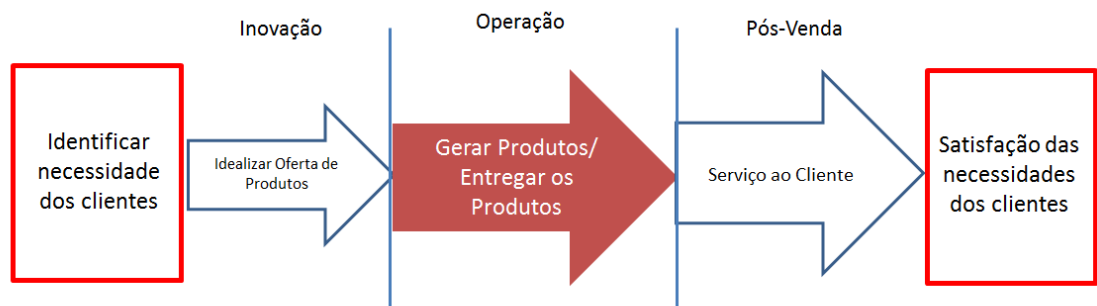 Inovação
Operação
Pós-Venda
Identificar
necessidade
dos clientes
Idealizar Oferta de
Produtos
Gerar Produtos/
Entregar os
Produtos
Serviço ao Cliente
Satisfação das
necessidades
dos clientes